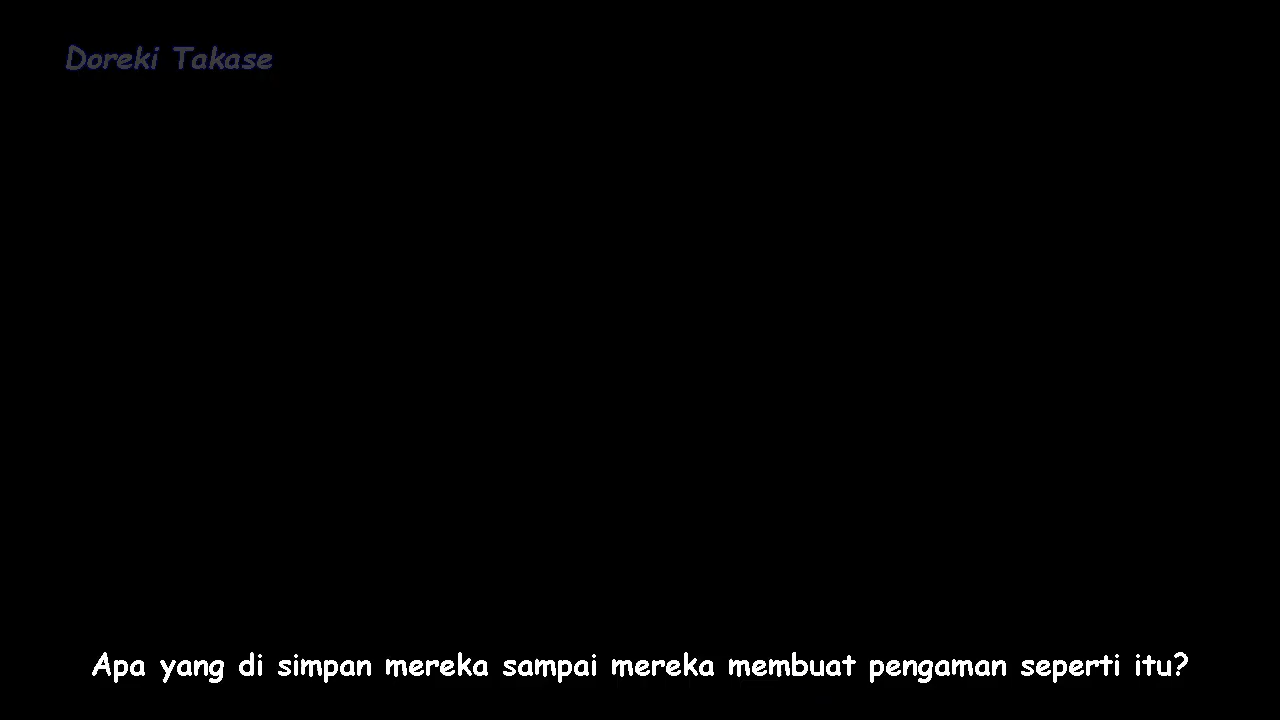 Doreki Takase
Apa yang di simpan mereka sampai mereka membuat pengaman seperti itu?